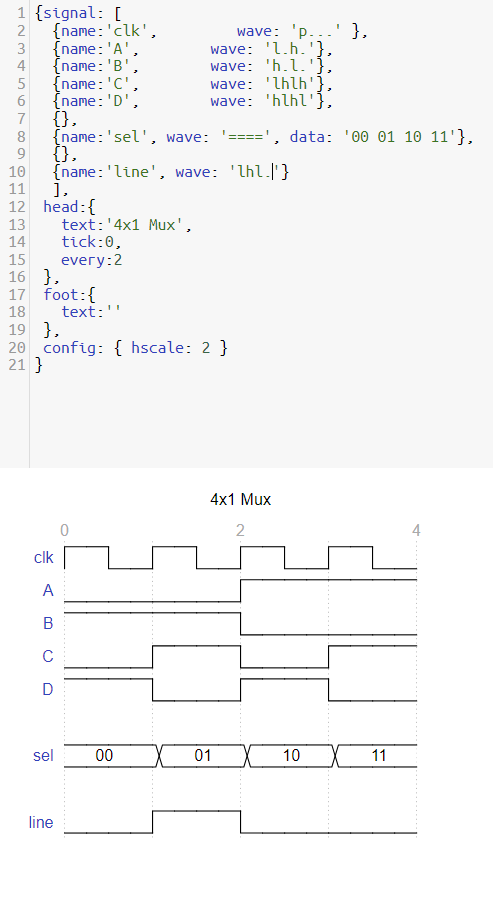 1 {signal: [
2   {name:'clk',         wave: 'p...' },
3   {name:'A',        wave: 'l.h.'},
4   {name:'B',        wave: 'h.l.'},
5   {name:'C',        wave: 'lhlh'},
6   {name:'D',        wave: 'hlhl'},
7   {},
8   {name:'sel', wave: '====', data: '00 01 10 11'},
9   {},
10   {name:'line', wave: 'lhl.'}
11   ],
12  head:{
13    text:'4x1 Mux',
14    tick:0,
15    every:2
16  },
17  foot:{
18    text:''
19  },
20  config: { hscale: 2 }
21 }
4x1 Mux
0 2 4
clk
A
B
C
D
sel 00 01 10 11
line